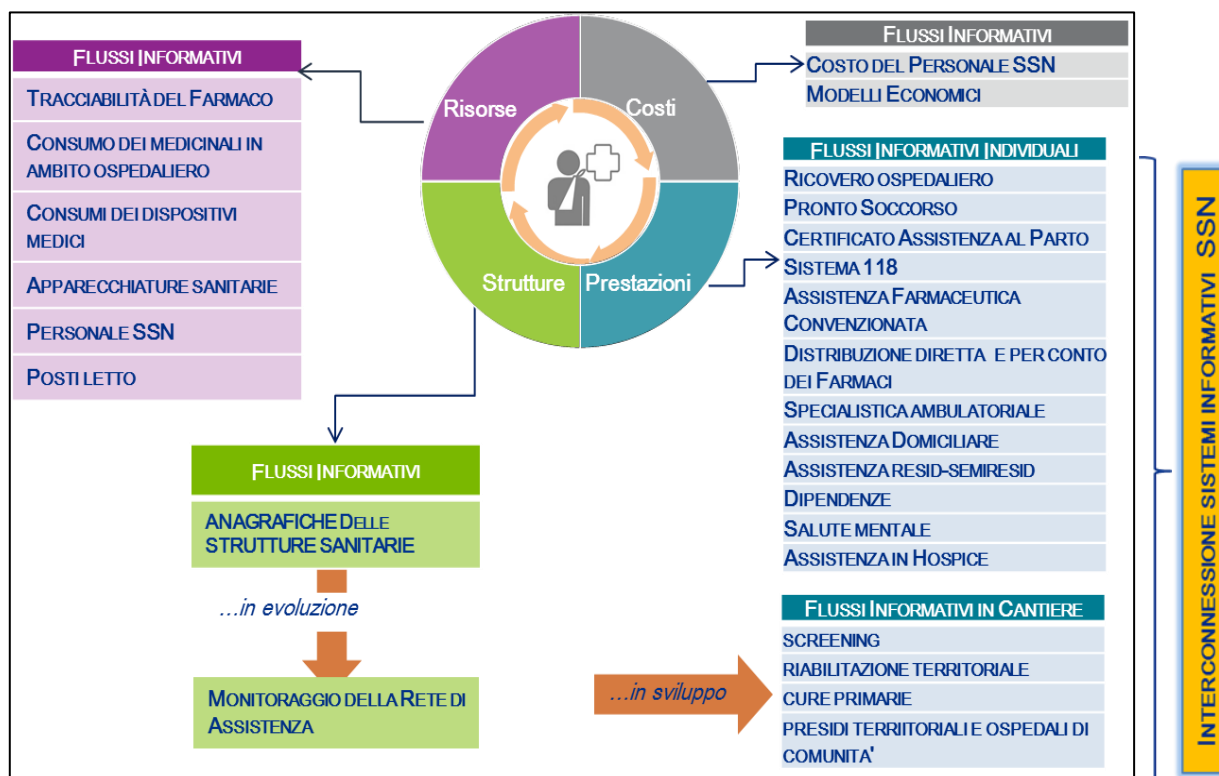 FLUSSI INFORMATIVI
TRACCIABILITÀ DEL FARMACO
CONSUMO DEI MEDICINALI IN
AMBITO OSPEDALIERO
CONSUMI DEI DISPOSITIVI
MEDICI
APPARECCHIATURE SANITARIE
PERSONALE SSN
POSTI LETTO
Risorse
Costi
Strutture
Prestazioni
FLUSSI INFORMATIVI
COSTO DEL PERSONALE SSN
MODELLI ECONOMICI
FLUSSI INFORMATIVI INDIVIDUALI
RICOVERO OSPEDALIERO
PRONTO SOCCORSO
CERTIFICATO ASSISTENZA AL PARTO
SISTEMA 118
ASSISTENZA FARMACEUTICA
CONVENZIONATA
DISTRIBUZIONE DIRETTA E PER CONTO
DEI FARMACI
SPECIALISTICA AMBULATORIALE
ASSISTENZA DOMICILIARE
ASSISTENZA RESID-SEMIRESID
DIPENDENZE
SALUTE MENTALE
ASSISTENZA IN HOSPICE
FLUSSI INFORMATIVI
ANAGRAFICHE DELLE
STRUTTURE SANITARIE
...in evoluzione
MONITORAGGIO DELLA RETE DI
ASSISTENZA
...in sviluppo
FLUSSI INFORMATIVI IN CANTIERE
SCREENING
RIABILITAZIONE TERRITORIALE
CURE PRIMARIE
PRESIDI TERRIITORIALI E OSPEDALI DI
COMUNITA'
INTERCONNESSIONE SISTEMI INFORMATIVI SSN